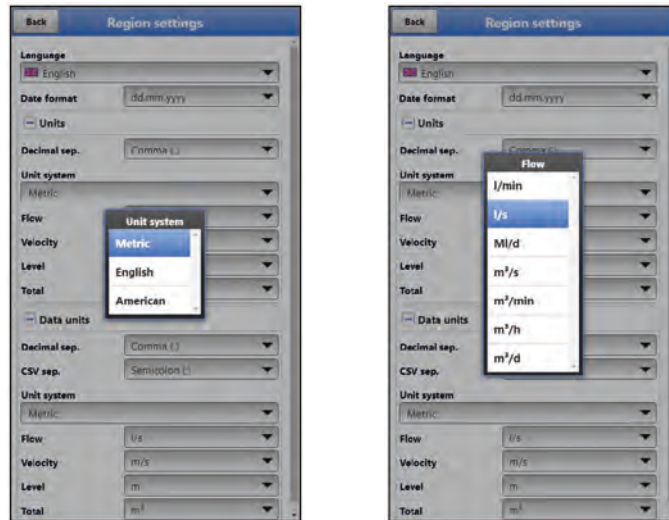 Back Region settings
Language
English
Date format dd.mm.yyyy
Units
Decimal sep. Comma (,)
Unit system
Metric
Flow
Velocity
Level
Total
Unit system
Metric
English
American
Data units
Decimal sep. Comma (,)
CSV sep. Semicolon (;)
Unit system
Metric
Flow l/s
Velocity m/s
Level m
Total m³
Back Region settings
Language
English
Date format dd.mm.yyyy
Units
Decimal sep. Comma (,)
Unit system
Metric
Flow
Velocity
Level
Total
Flow
l/min
l/s
Ml/d
m³/s
m³/min
m³/h
m³/d
Data units
Decimal sep.
CSV sep.
Unit system
Metric
Flow l/s
Velocity m/s
Level m
Total m³